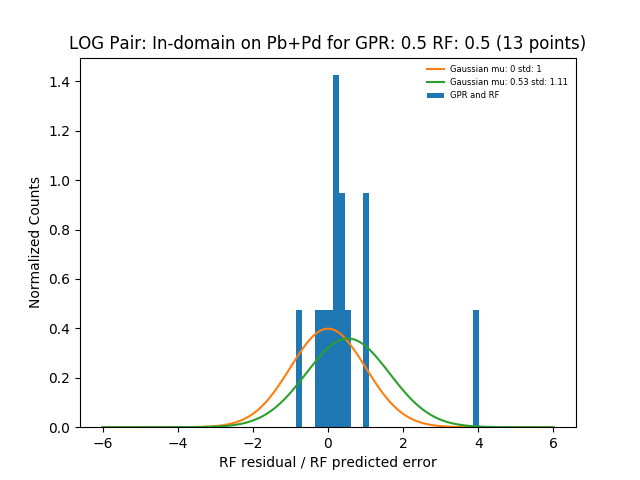 LOG Pair: In-domain on Pb+Pd for GPR: 0.5 RF: 0.5 (13 points)
Gaussian mu: 0 std: 1
Gaussian mu: 0.53 std: 1.11
GPR and RF
1.4
1.2
1.0
0.8
0.6
0.4
0.2
0.0
Normalized Counts
−6 −4 −2 0 2 4 6
RF residual / RF predicted error